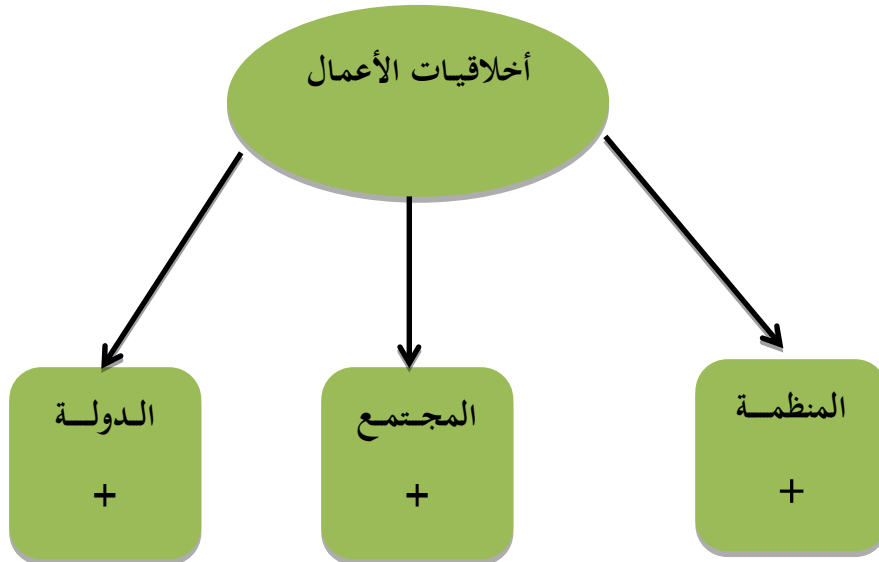 أخلاقيات الأعمال
المنظمة
+
المجتمع
+
الدولة
+